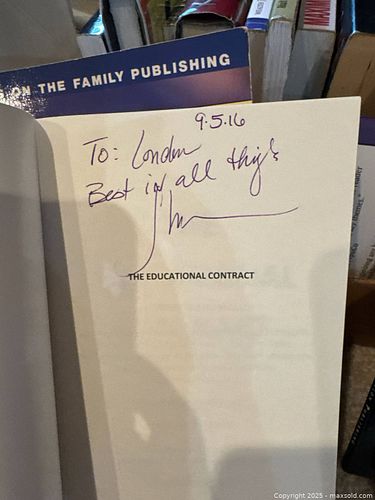 S ON THE FAMILY PUBLISHING
9.5.16
To: London
Best in all things
THE EDUCATIONAL CONTRACT
Copyright 2025 - maxsold.com